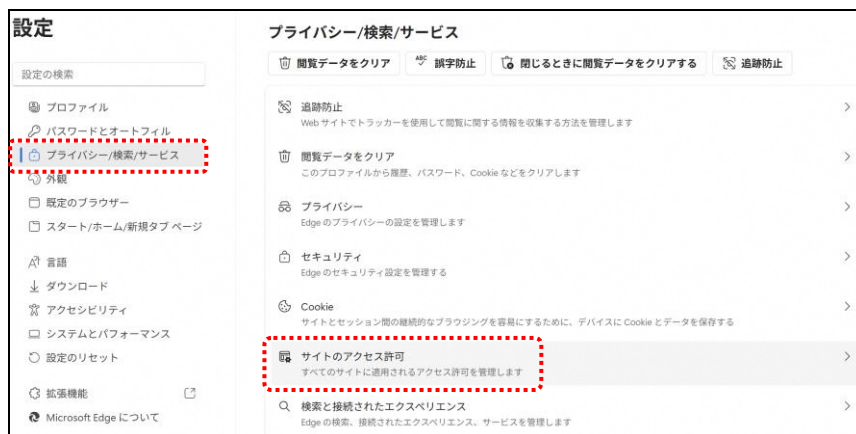 設定
設定の検索
プロファイル
パスワードとオートフィル
プライバシー/検索/サービス
外観
既定のブラウザー
スタート/ホーム/新規タブ ページ
言語
ダウンロード
アクセシビリティ
システムとパフォーマンス
設定のリセット
拡張機能
Microsoft Edge について
プライバシー/検索/サービス
閲覧データをクリア
ABC 誤字防止
閉じるときに閲覧データをクリアする
追跡防止
追跡防止
Web サイトでトラッカーを使用して閲覧に関する情報を収集する方法を管理します
閲覧データをクリア
このプロファイルから履歴、パスワード、Cookie などをクリアします
プライバシー
Edge のプライバシーの設定を管理します
セキュリティ
Edge のセキュリティ設定を管理する
Cookie
サイトとセッション間の継続的なブラウジングを容易にするために、デバイスに Cookie とデータを保存する
サイトのアクセス許可
すべてのサイトに適用されるアクセス許可を管理します
検索と接続されたエクスペリエンス
Edge の検索、接続されたエクスペリエンス、サービスを管理します